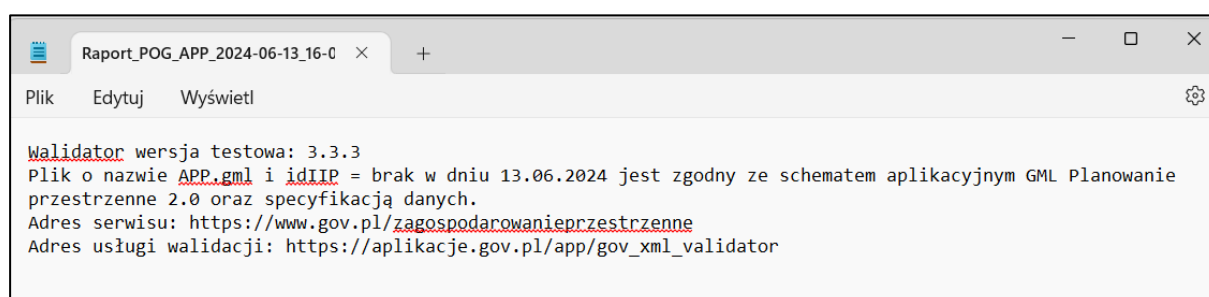 Raport_POG_APP_2024-06-13_16-0
Plik Edytuj Wyświetl
Walidator wersja testowa: 3.3.3
Plik o nazwie APP.gml i idIIP = brak w dniu 13.06.2024 jest zgodny ze schematem aplikacyjnym GML Planowanie
przestrzenne 2.0 oraz specyfikacją danych.
Adres serwisu: https://www.gov.pl/zagospodarowanieprzestrzenne
Adres usługi walidacji: https://aplikacje.gov.pl/app/gov_xml_validator